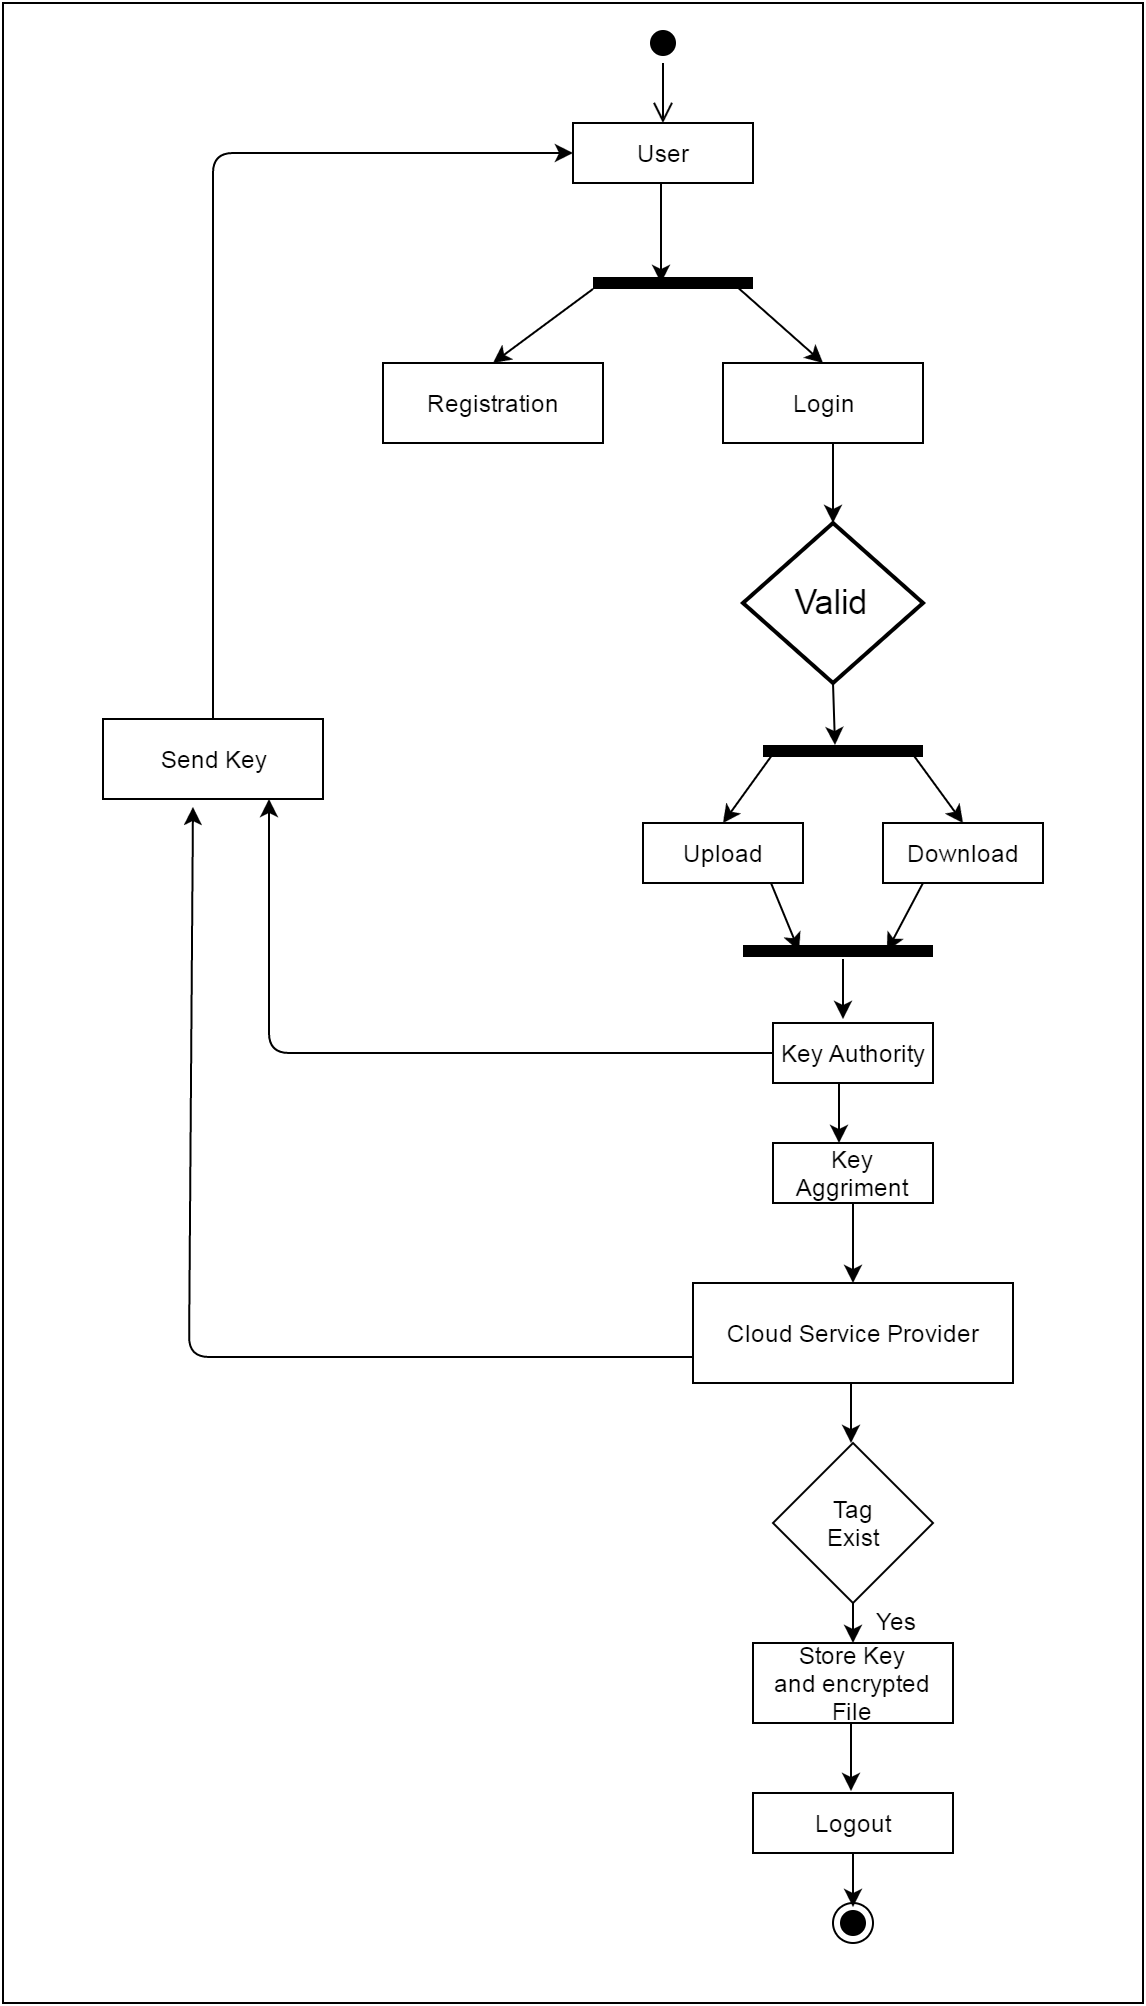 User
Registration
Login
Valid
Send Key
Upload
Download
Key Authority
Key
Aggriment
Cloud Service Provider
Tag
Exist
Yes
Store Key
and encrypted
File
Logout